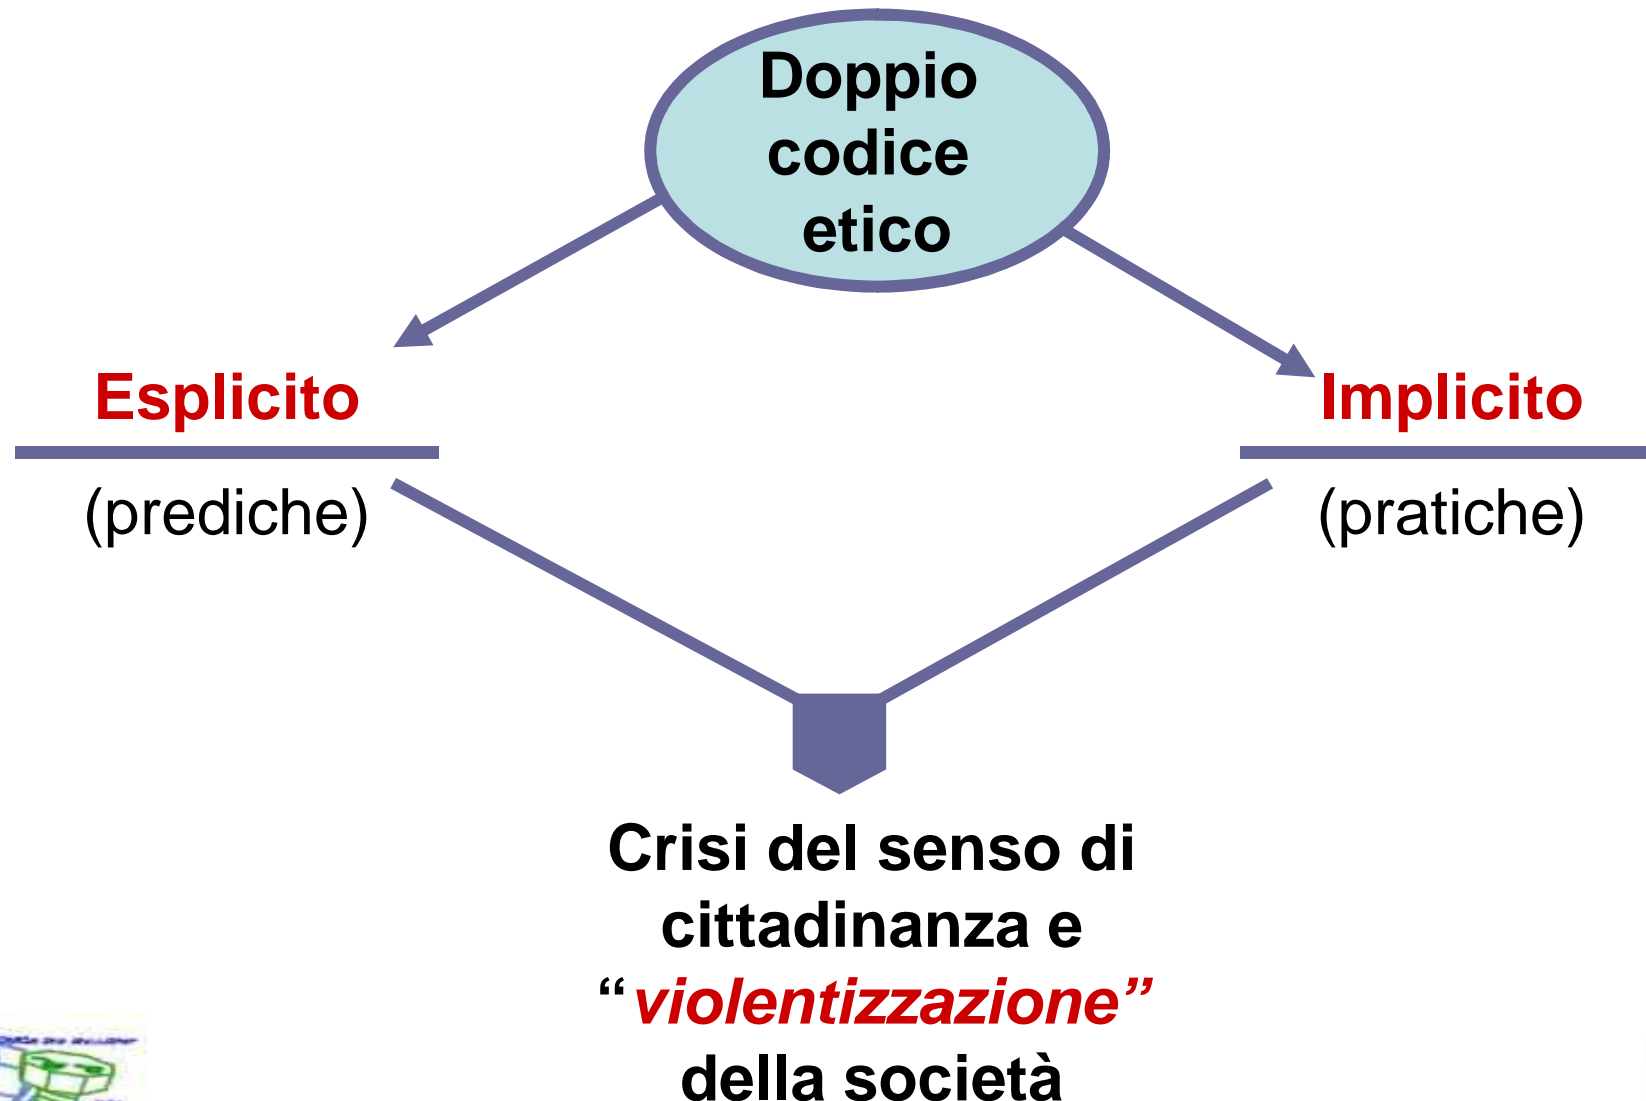 Doppio
codice
etico
Esplicito
Implicito
(prediche)
(pratiche)
Crisi del senso di
cittadinanza e
“violentizzazione”
della società